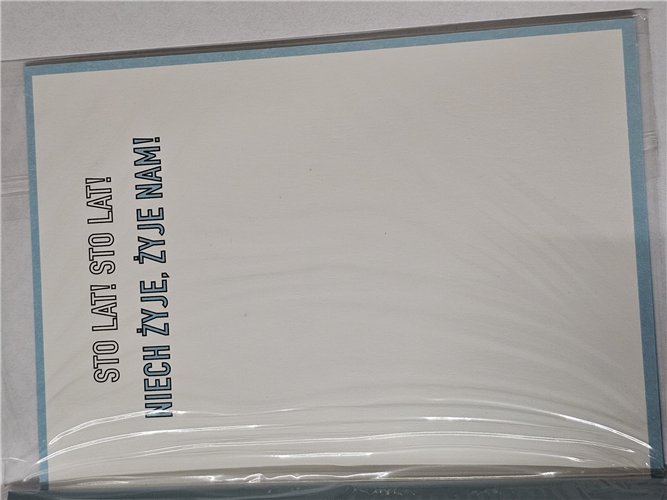 STO LAT! STO LAT!
NIECH ŻYJE, ŻYJE NAM!